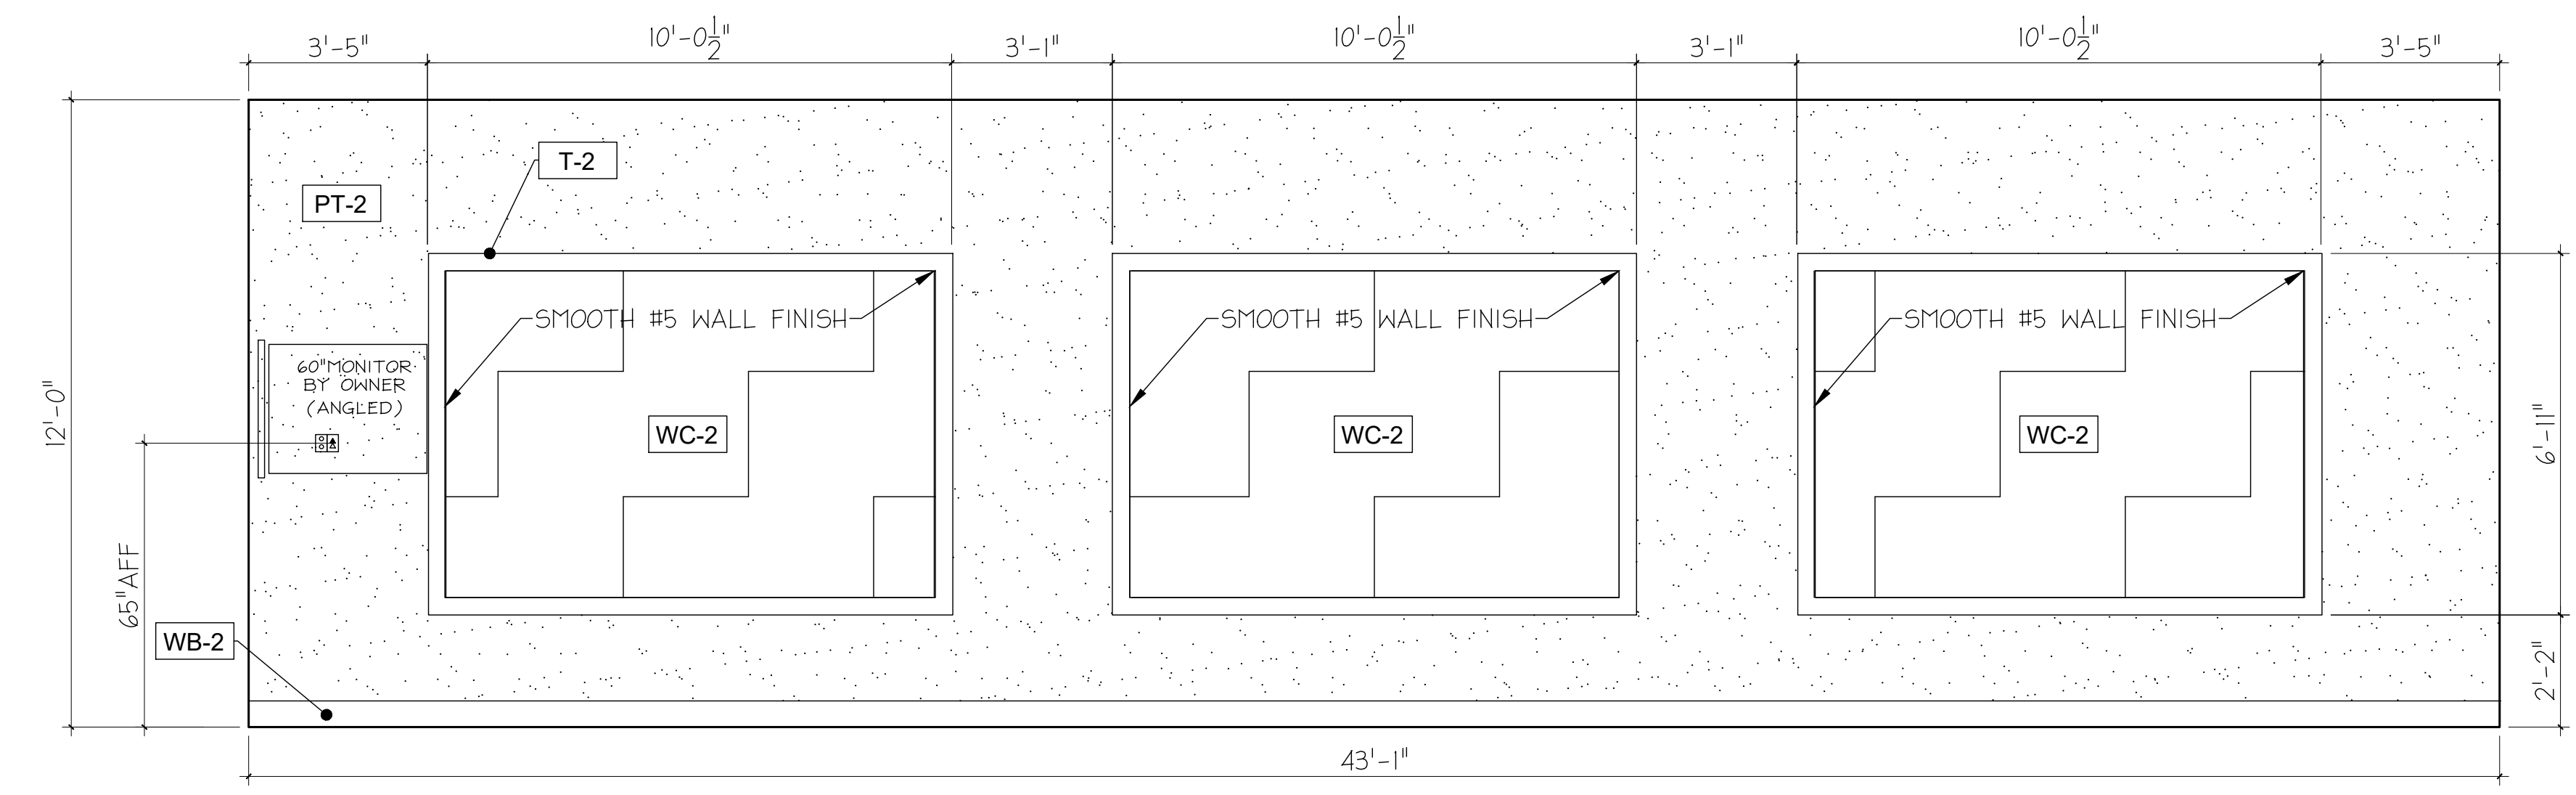 3'-5" 10'-0 1/2" 3'-1" 10'-0 1/2" 3'-1" 10'-0 1/2" 3'-5"
T-2
PT-2
SMOOTH #5 WALL FINISH SMOOTH #5 WALL FINISH SMOOTH #5 WALL FINISH
60"MONITOR
BY OWNER
(ANGLED)
12'-0"
WC-2 WC-2 WC-2
6'-11"
65"AFF
WB-2
2'-2"
43'-1"